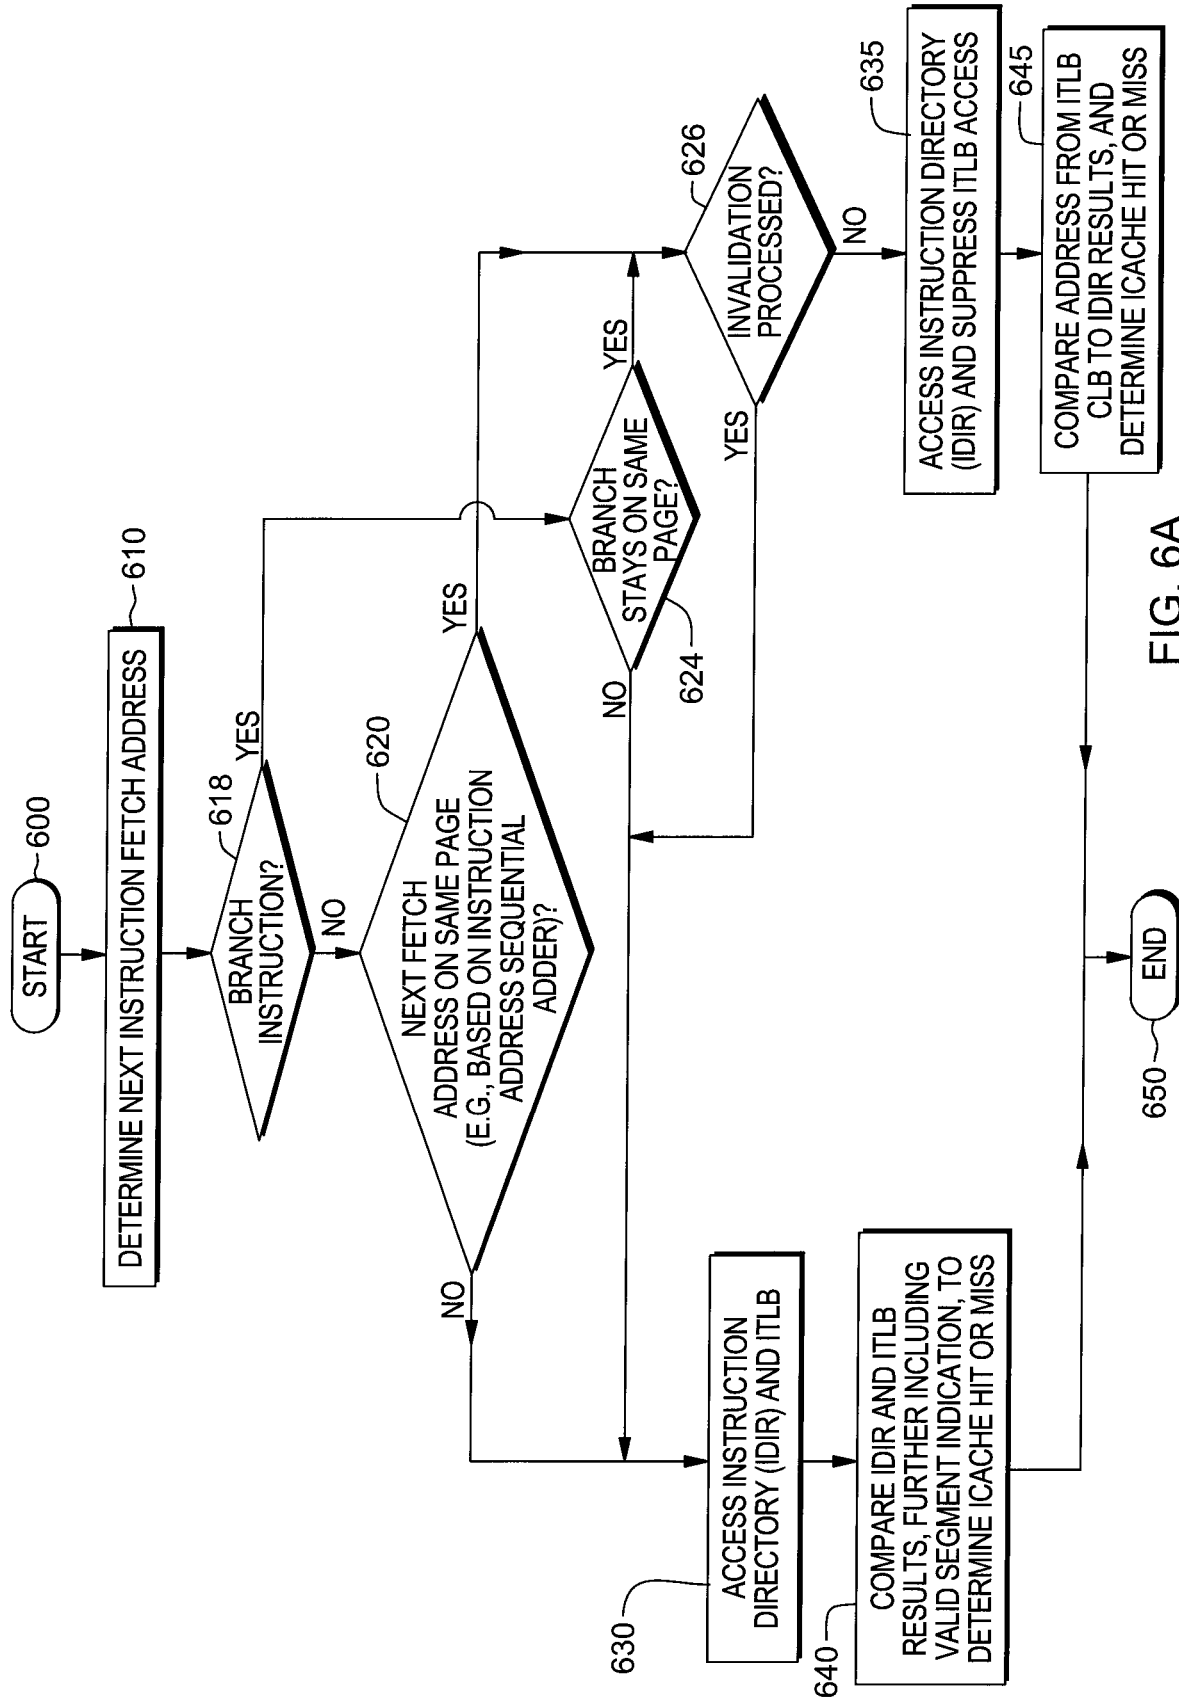 START
600
DETERMINE NEXT INSTRUCTION FETCH ADDRESS
610
BRANCH
INSTRUCTION?
618
YES
NO
NEXT FETCH
ADDRESS ON SAME PAGE
(E.G., BASED ON INSTRUCTION
ADDRESS SEQUENTIAL
ADDER)?
620
YES
NO
BRANCH
STAYS ON SAME
PAGE?
624
YES
NO
INVALIDATION
PROCESSED?
626
YES
NO
ACCESS INSTRUCTION
DIRECTORY (IDIR) AND ITLB
630
ACCESS INSTRUCTION DIRECTORY
(IDIR) AND SUPPRESS ITLB ACCESS
635
COMPARE IDIR AND ITLB
RESULTS, FURTHER INCLUDING
VALID SEGMENT INDICATION, TO
DETERMINE ICACHE HIT OR MISS
640
COMPARE ADDRESS FROM ITLB
CLB TO IDIR RESULTS, AND
DETERMINE ICACHE HIT OR MISS
645
END
650
FIG. 6A